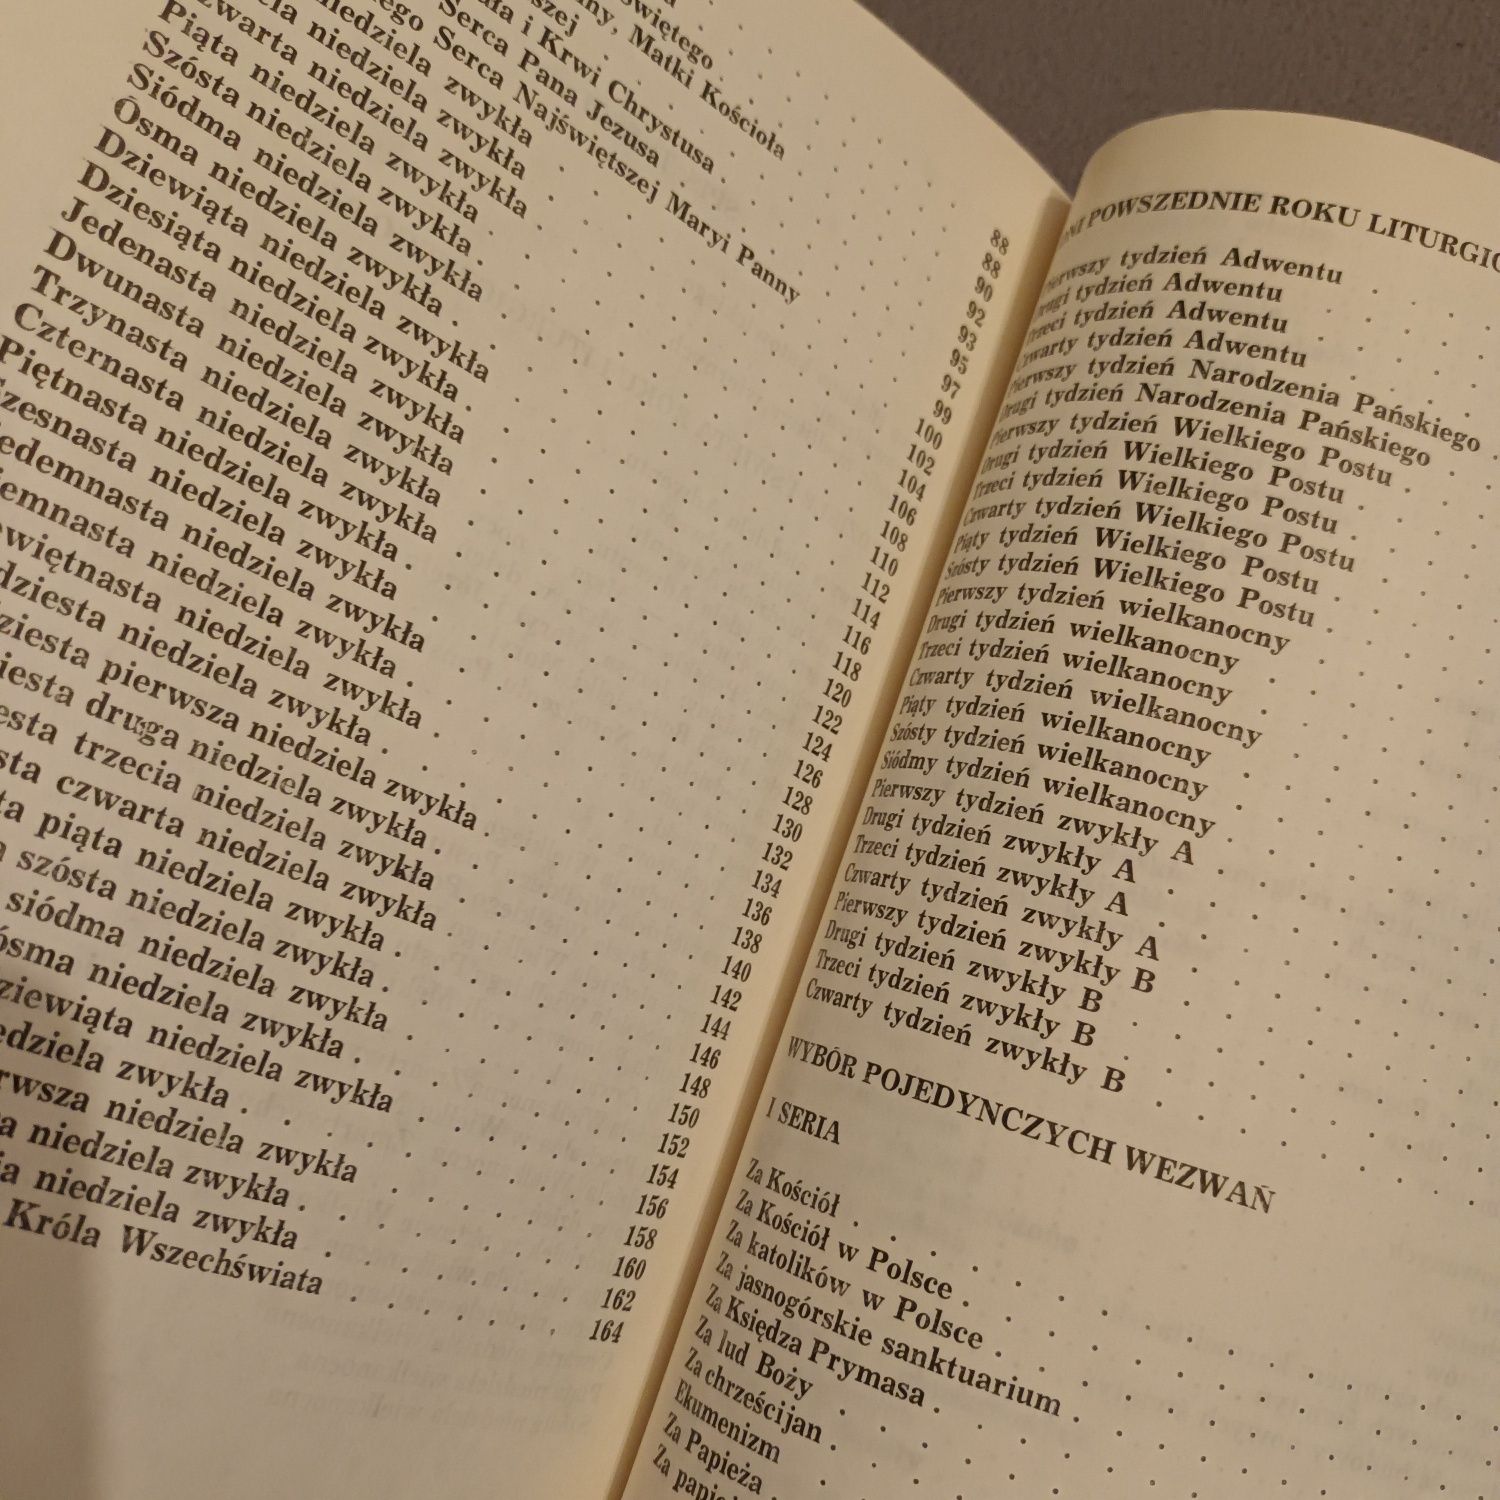 Świętego
Matki Kościoła
i Krwi Chrystusa
Serca Pana Jezusa
Serca Najświętszej Maryi Panny
niedziela zwykła
niedziela zwykła
Czwarta niedziela zwykła
Piąta niedziela zwykła
Szósta niedziela zwykła
Siódma niedziela zwykła
Ósma niedziela zwykła
Dziewiąta niedziela zwykła
Dziesiąta niedziela zwykła
Jedenasta niedziela zwykła
Dwunasta niedziela zwykła
Trzynasta niedziela zwykła
Czternasta niedziela zwykła
Piętnasta niedziela zwykła
niedziela zwykła
niedziela zwykła
niedziela zwykła
niedziela zwykła
niedziela zwykła
pierwsza niedziela zwykła
druga niedziela zwykła
trzecia niedziela zwykła
czwarta niedziela zwykła
piąta niedziela zwykła
szósta niedziela zwykła
siódma niedziela zwykła
ósma niedziela zwykła
niedziela zwykła
niedziela zwykła
niedziela zwykła
niedziela zwykła
niedziela zwykła
Króla Wszechświata
88
88
90
92
93
95
97
99
100
102
104
106
108
110
112
114
116
118
120
122
124
126
128
130
132
134
136
138
140
142
144
146
148
150
152
154
156
158
160
162
164
POWSZEDNIE ROKU
Pierwszy tydzień Adwentu
Drugi tydzień Adwentu
Trzeci tydzień Adwentu
Czwarty tydzień Adwentu
Pierwszy tydzień Narodzenia Pańskiego
Drugi tydzień Narodzenia Pańskiego
Pierwszy tydzień Wielkiego Postu
Drugi tydzień Wielkiego Postu
Trzeci tydzień Wielkiego Postu
Czwarty tydzień Wielkiego Postu
Piąty tydzień Wielkiego Postu
Szósty tydzień Wielkiego Postu
Pierwszy tydzień wielkanocny
Drugi tydzień wielkanocny
Trzeci tydzień wielkanocny
Czwarty tydzień wielkanocny
Piąty tydzień wielkanocny
Szósty tydzień wielkanocny
Siódmy tydzień wielkanocny
Pierwszy tydzień zwykły A
Drugi tydzień zwykły A
Trzeci tydzień zwykły A
Czwarty tydzień zwykły A
Pierwszy tydzień zwykły B
Drugi tydzień zwykły B
Trzeci tydzień zwykły B
Czwarty tydzień zwykły B
WYBÓR POJEDYNCZYCH WEZWAŃ
I SERIA
Za Kościół
Za Kościół w Polsce
Za katolików w Polsce
Za jasnogórskie sanktuarium
Za Księdza Prymasa
Za lud Boży
Za chrześcijan
Ekumenizm
Za Papieża
Za